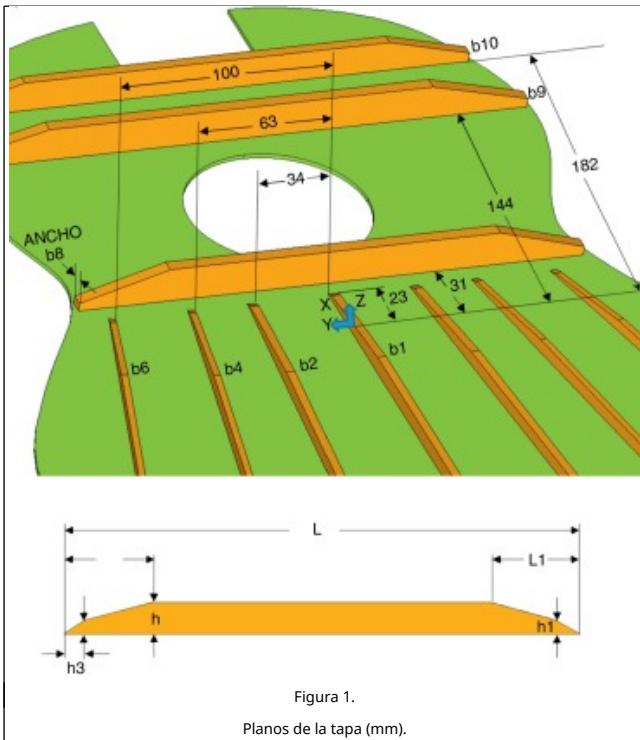 b10
100
b9
63
182
34
144
ANCHO
b8
31
X
Z
23
Y
b6
b4
b2
b1
L
L1
h
h1
h3
Figura 1.
Planos de la tapa (mm).